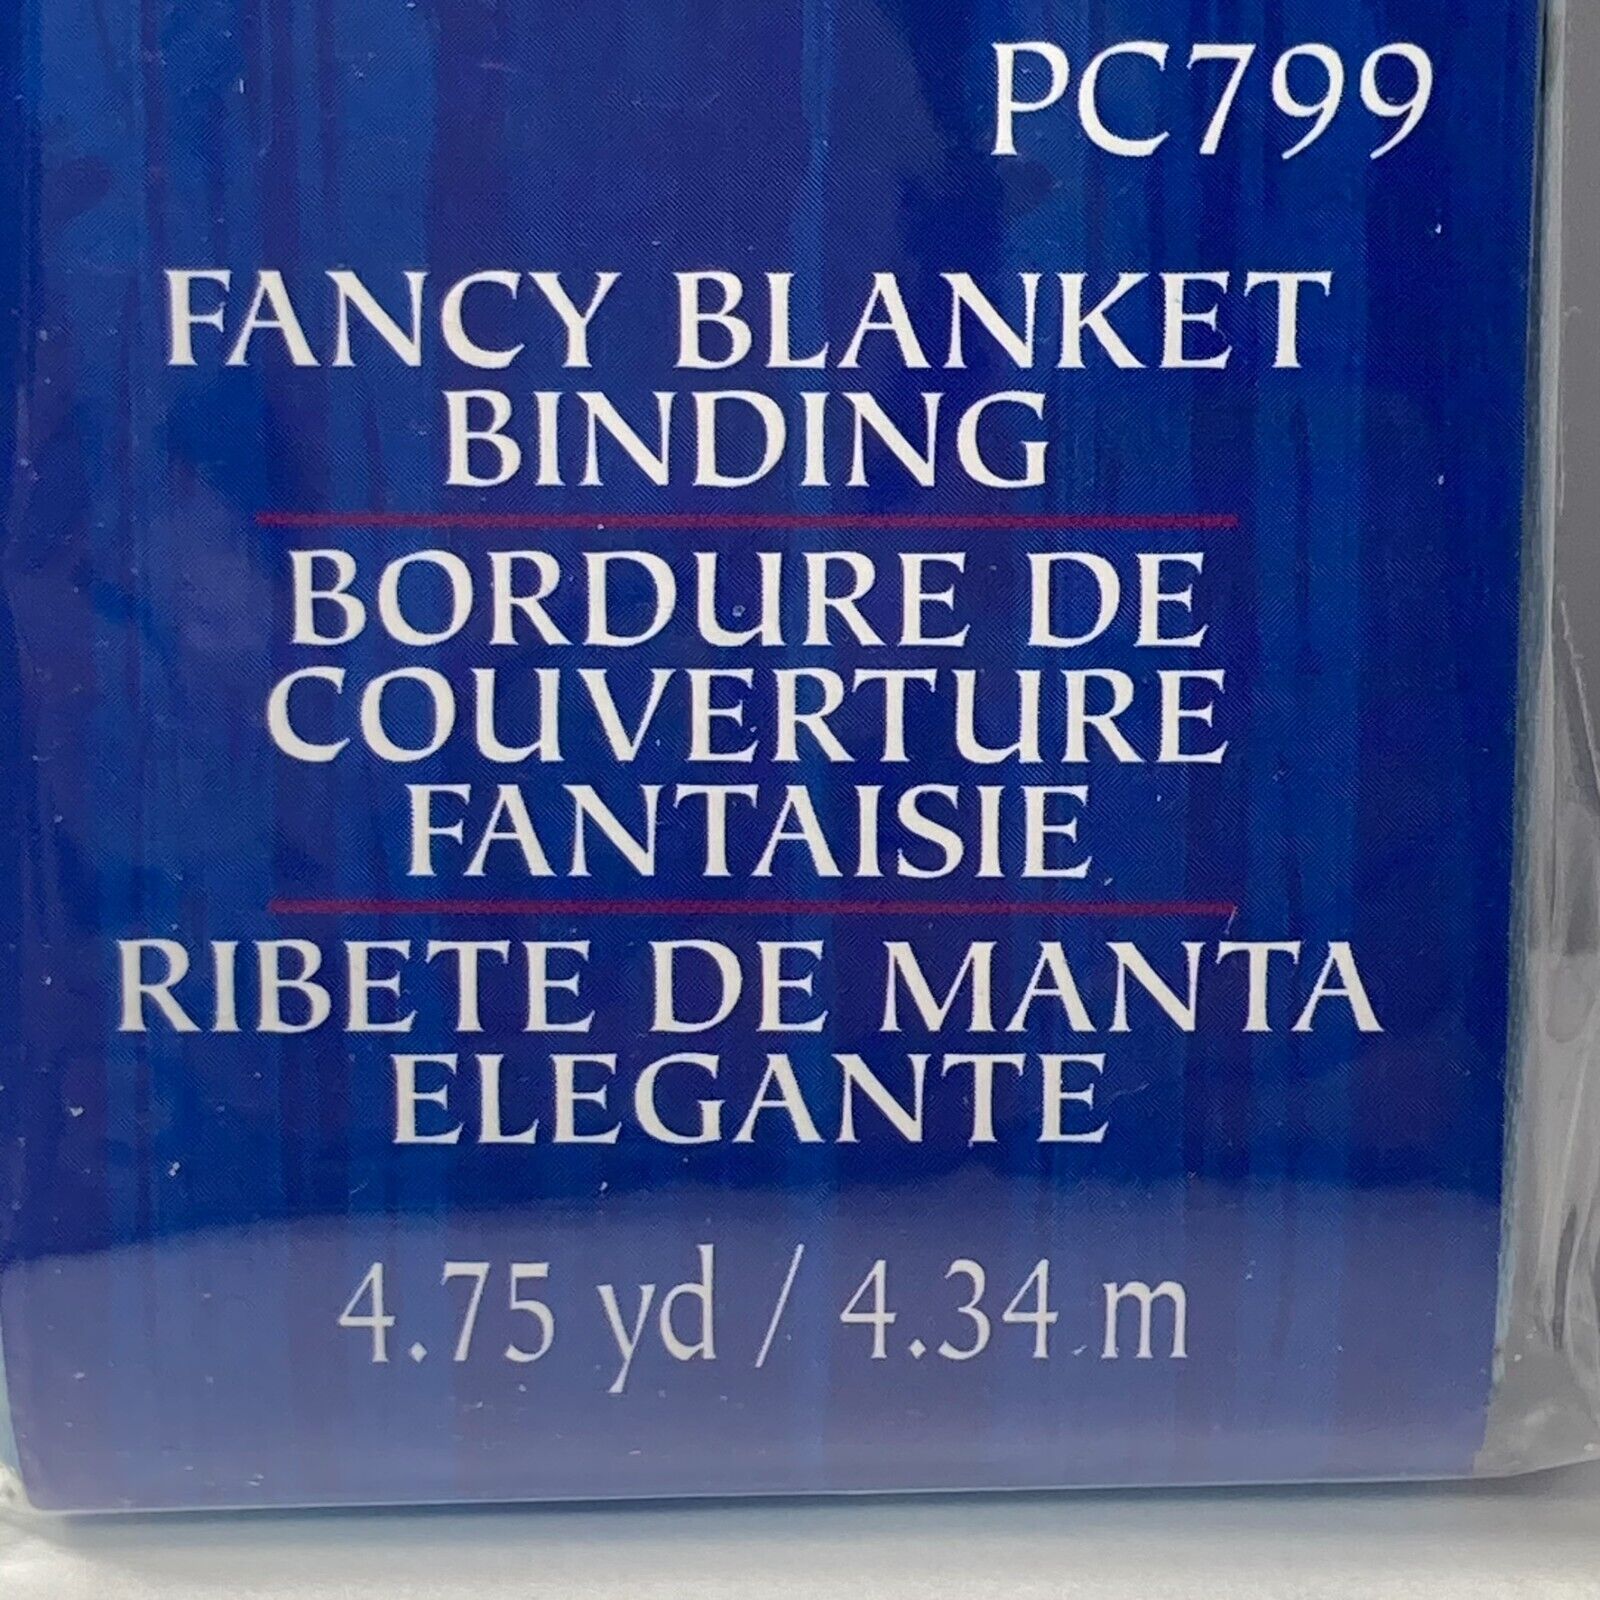 PC799
FANCY BLANKET
BINDING
BORDURE DE
COUVERTURE
FANTAISIE
RIBETE DE MANTA
ELEGANTE
4.75 yd / 4.34 m